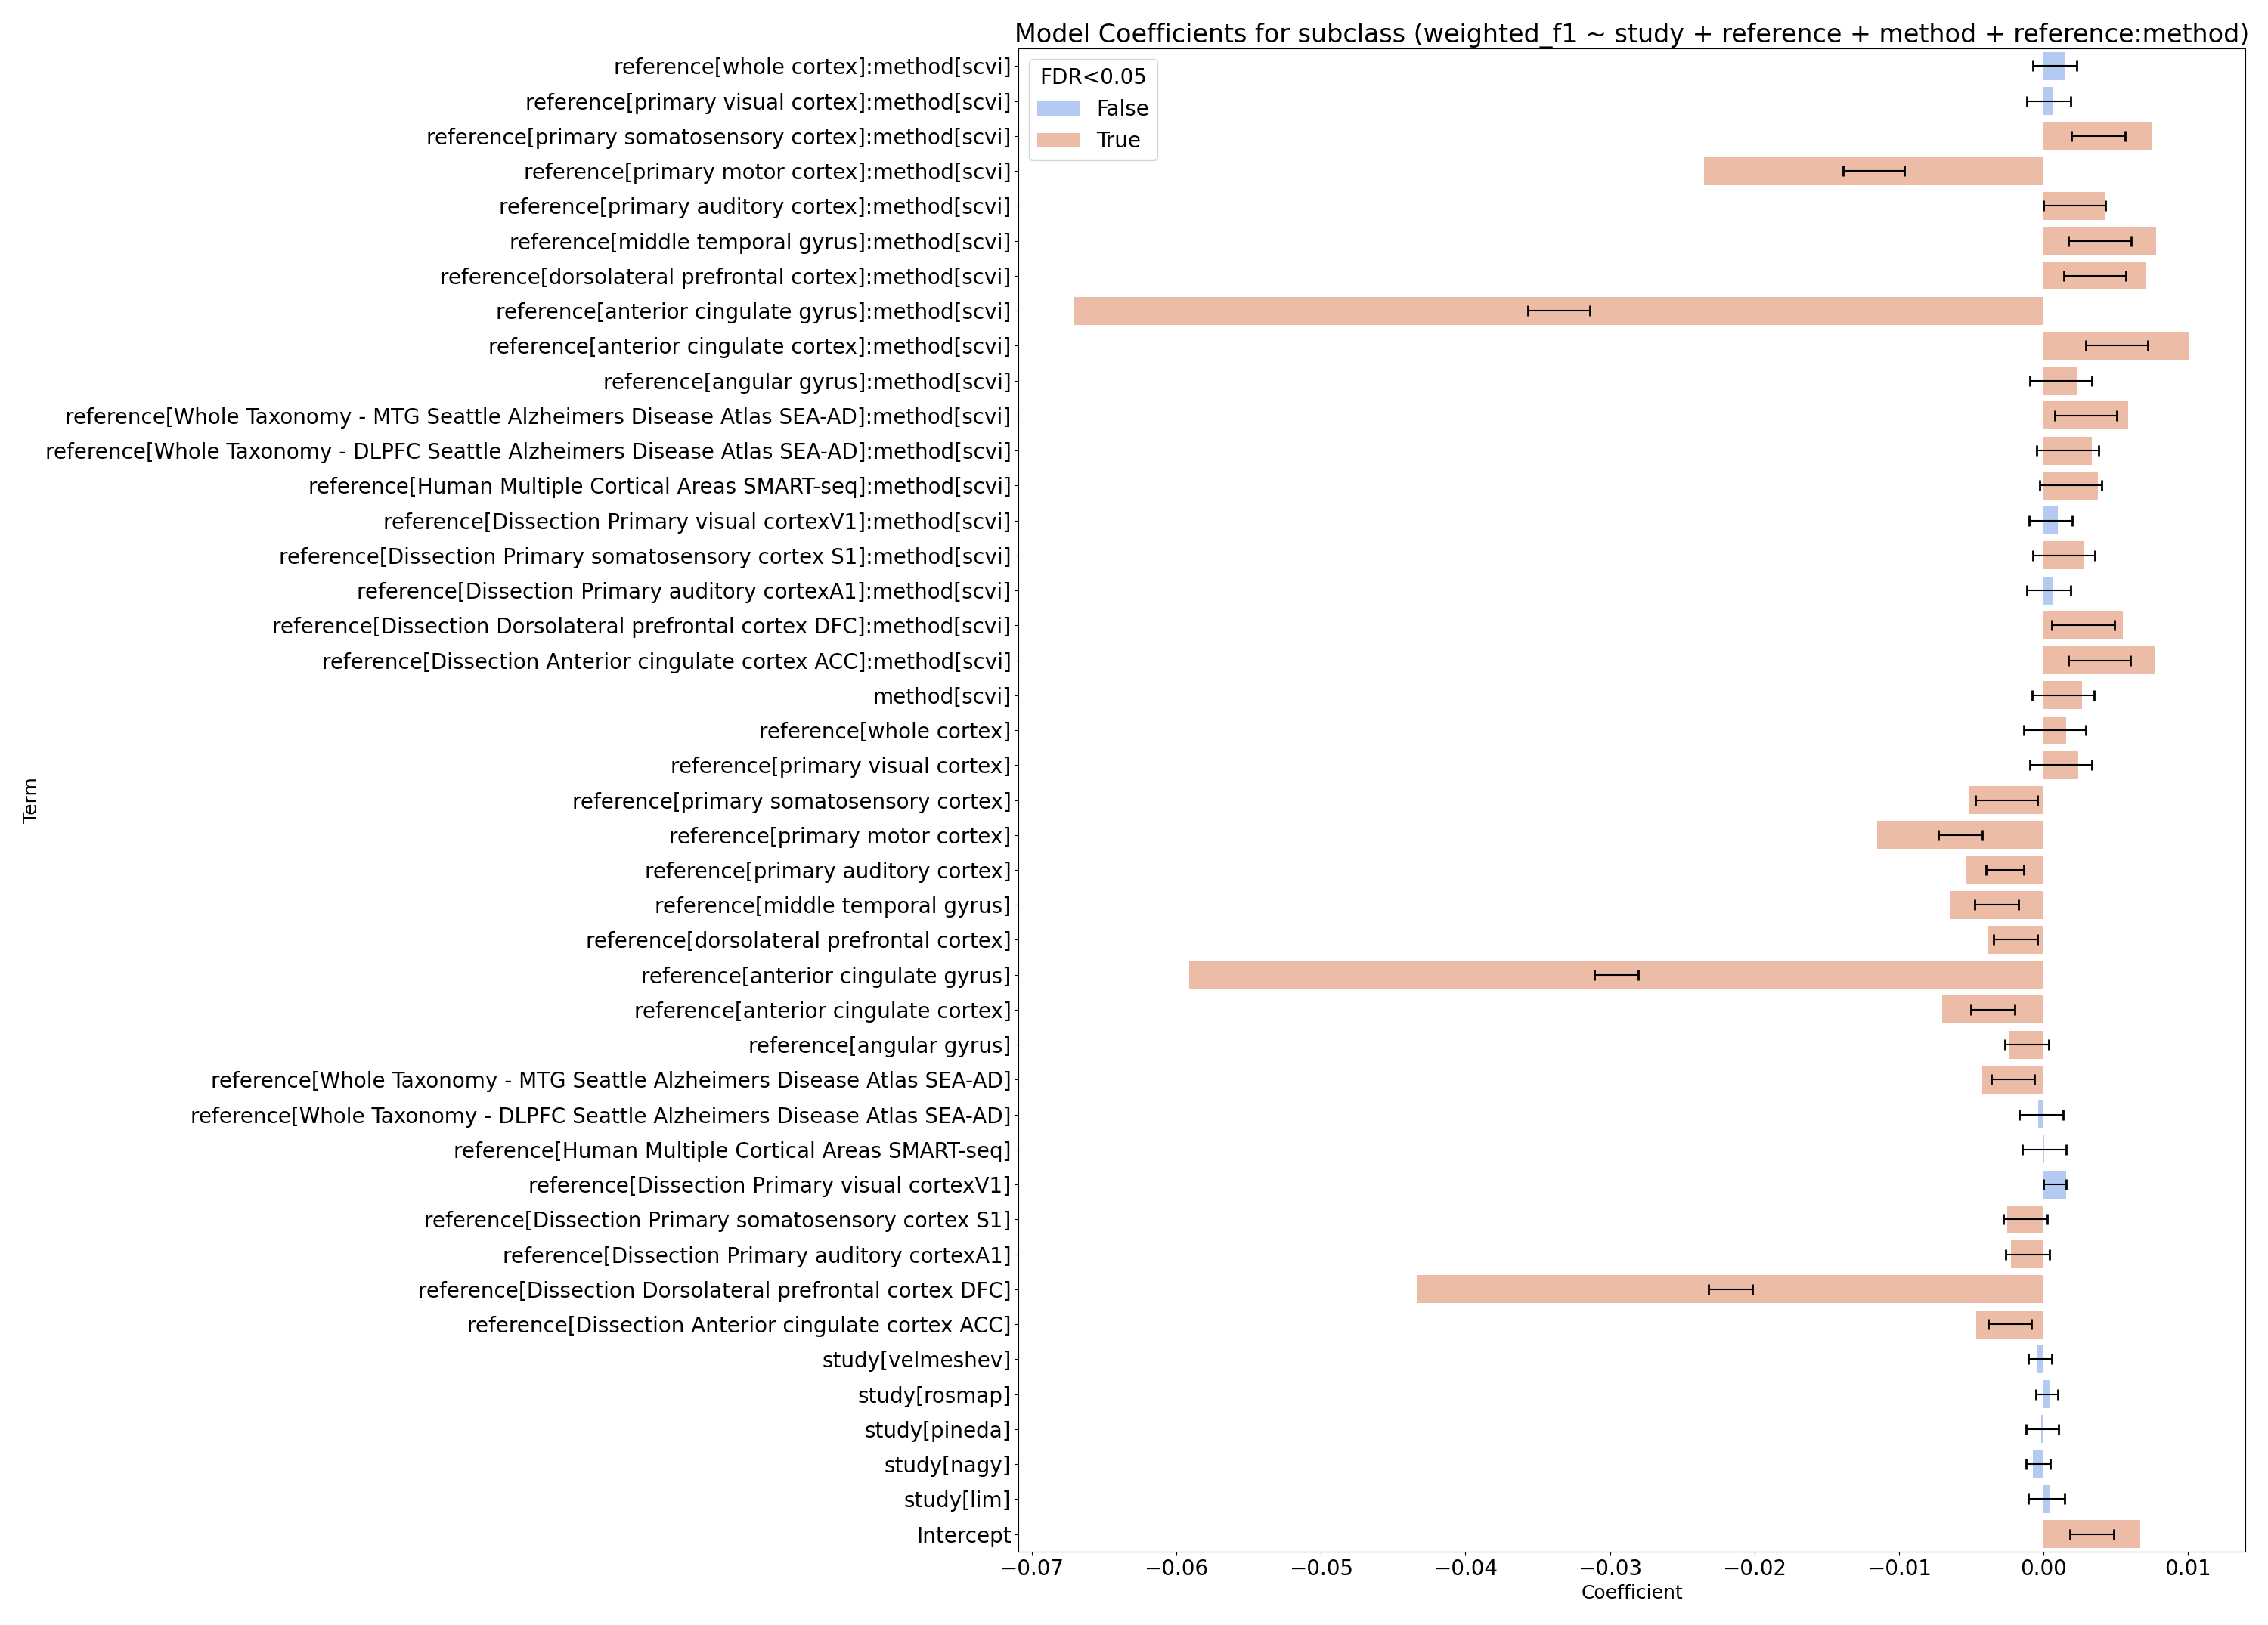 Model Coefficients for subclass (weighted_f1 ~ study + reference + method + reference:method)
FDR<0.05
False
True
reference[whole cortex]:method[scvi]
reference[primary visual cortex]:method[scvi]
reference[primary somatosensory cortex]:method[scvi]
reference[primary motor cortex]:method[scvi]
reference[primary auditory cortex]:method[scvi]
reference[middle temporal gyrus]:method[scvi]
reference[dorsolateral prefrontal cortex]:method[scvi]
reference[anterior cingulate gyrus]:method[scvi]
reference[anterior cingulate cortex]:method[scvi]
reference[angular gyrus]:method[scvi]
reference[Whole Taxonomy - MTG Seattle Alzheimers Disease Atlas SEA-AD]:method[scvi]
reference[Whole Taxonomy - DLPFC Seattle Alzheimers Disease Atlas SEA-AD]:method[scvi]
reference[Human Multiple Cortical Areas SMART-seq]:method[scvi]
reference[Dissection Primary visual cortexV1]:method[scvi]
reference[Dissection Primary somatosensory cortex S1]:method[scvi]
reference[Dissection Primary auditory cortexA1]:method[scvi]
reference[Dissection Dorsolateral prefrontal cortex DFC]:method[scvi]
reference[Dissection Anterior cingulate cortex ACC]:method[scvi]
method[scvi]
reference[whole cortex]
reference[primary visual cortex]
reference[primary somatosensory cortex]
reference[primary motor cortex]
reference[primary auditory cortex]
reference[middle temporal gyrus]
reference[dorsolateral prefrontal cortex]
reference[anterior cingulate gyrus]
reference[anterior cingulate cortex]
reference[angular gyrus]
reference[Whole Taxonomy - MTG Seattle Alzheimers Disease Atlas SEA-AD]
reference[Whole Taxonomy - DLPFC Seattle Alzheimers Disease Atlas SEA-AD]
reference[Human Multiple Cortical Areas SMART-seq]
reference[Dissection Primary visual cortexV1]
reference[Dissection Primary somatosensory cortex S1]
reference[Dissection Primary auditory cortexA1]
reference[Dissection Dorsolateral prefrontal cortex DFC]
reference[Dissection Anterior cingulate cortex ACC]
study[velmeshev]
study[rosmap]
study[pineda]
study[nagy]
study[lim]
Intercept
Term
−0.07 −0.06 −0.05 −0.04 −0.03 −0.02 −0.01 0.00 0.01
Coefficient